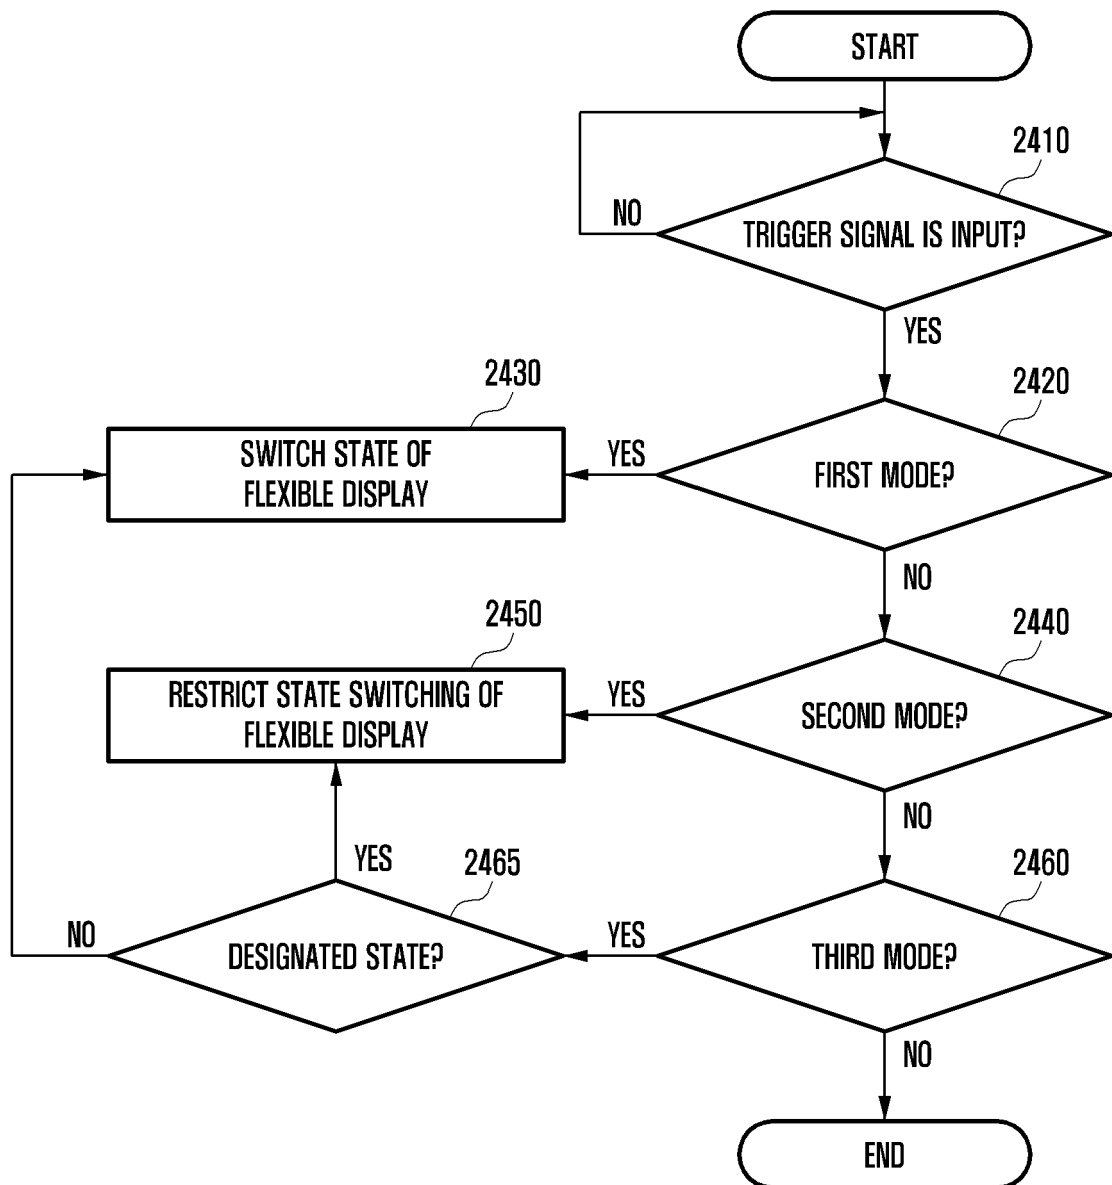 START
2410
NO
TRIGGER SIGNAL IS INPUT?
YES
2430
2420
SWITCH STATE OF
FLEXIBLE DISPLAY
YES
FIRST MODE?
NO
2450
2440
RESTRICT STATE SWITCHING OF
FLEXIBLE DISPLAY
YES
SECOND MODE?
NO
YES
2465
2460
NO
DESIGNATED STATE?
YES
THIRD MODE?
NO
END